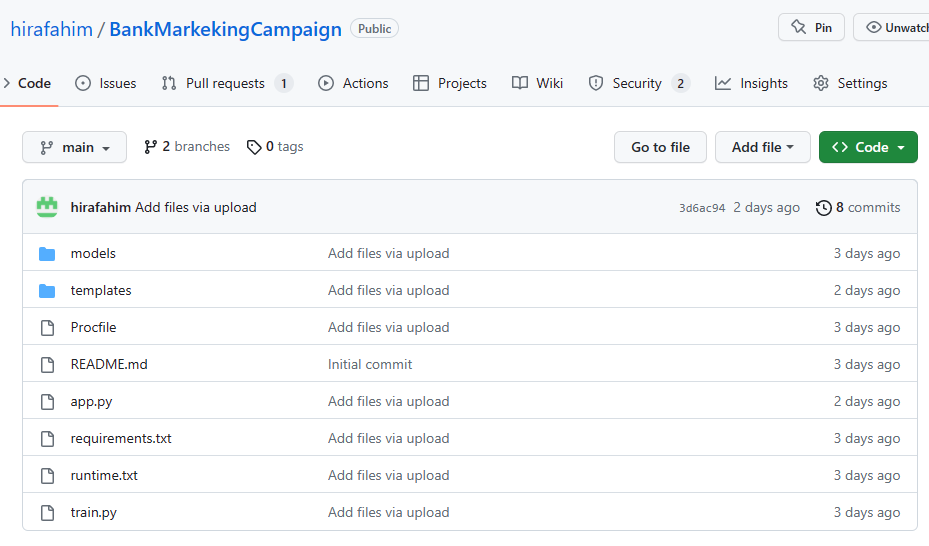 hirafahim / BankMarkekingCampaign Public Pin Unwatch
Code Issues Pull requests 1 Actions Projects Wiki Security 2 Insights Settings
main 2 branches 0 tags Go to file Add file <> Code
hirafahim Add files via upload 3d6ac94 2 days ago 8 commits
models Add files via upload 3 days ago
templates Add files via upload 2 days ago
Procfile Add files via upload 3 days ago
README.md Initial commit 3 days ago
app.py Add files via upload 2 days ago
requirements.txt Add files via upload 3 days ago
runtime.txt Add files via upload 3 days ago
train.py Add files via upload 3 days ago